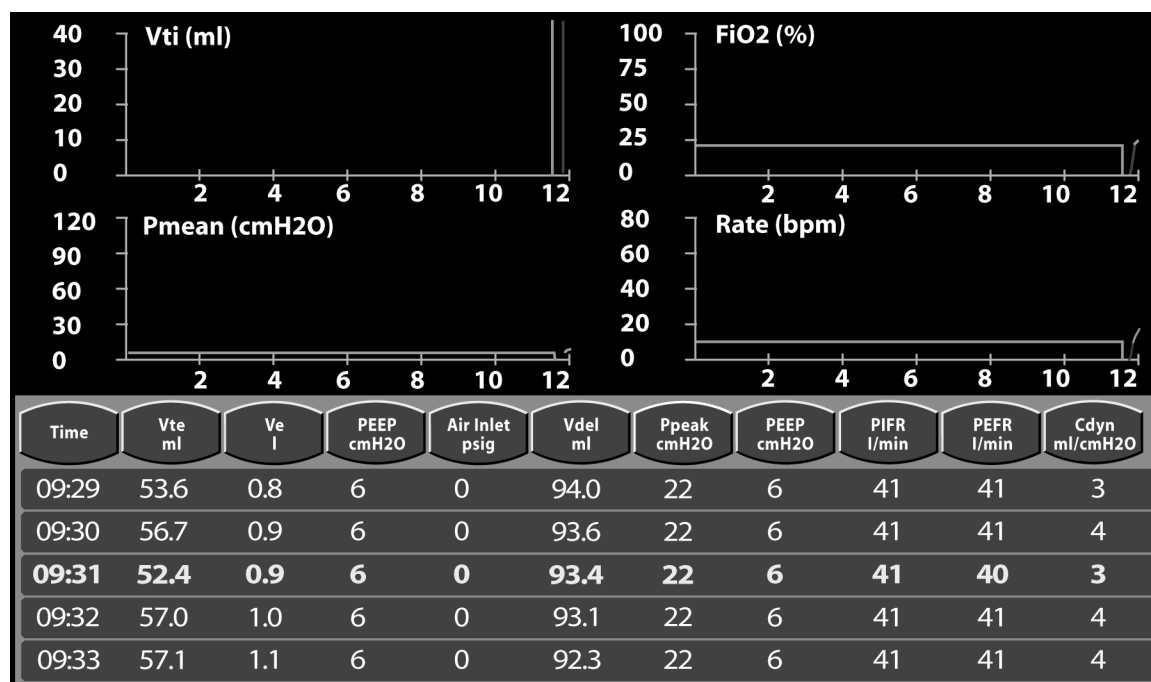 Vti (ml)
40
30
20
10
0
2 4 6 8 10 12
FiO2 (%)
100
75
50
25
0
2 4 6 8 10 12
Pmean (cmH2O)
120
90
60
30
0
2 4 6 8 10 12
Rate (bpm)
80
60
40
20
0
2 4 6 8 10 12
Time Vte Ve PEEP Air Inlet Vdel Ppeak PEEP PIFR PEFR Cdyn
ml l cmH2O psig ml cmH2O cmH2O l/min l/min ml/cmH2O
09:29 53.6 0.8 6 0 94.0 22 6 41 41 3
09:30 56.7 0.9 6 0 93.6 22 6 41 41 4
09:31 52.4 0.9 6 0 93.4 22 6 41 40 3
09:32 57.0 1.0 6 0 93.1 22 6 41 41 4
09:33 57.1 1.1 6 0 92.3 22 6 41 41 4